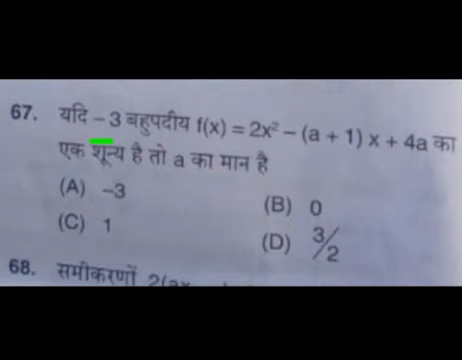 67. यदि – 3 बहुपदीय f(x) = 2x² – (a + 1) x + 4a का
एक शून्य है तो a का मान है
(A) –3
(B) 0
(C) 1
(D) 3/2
68. समीकरणों